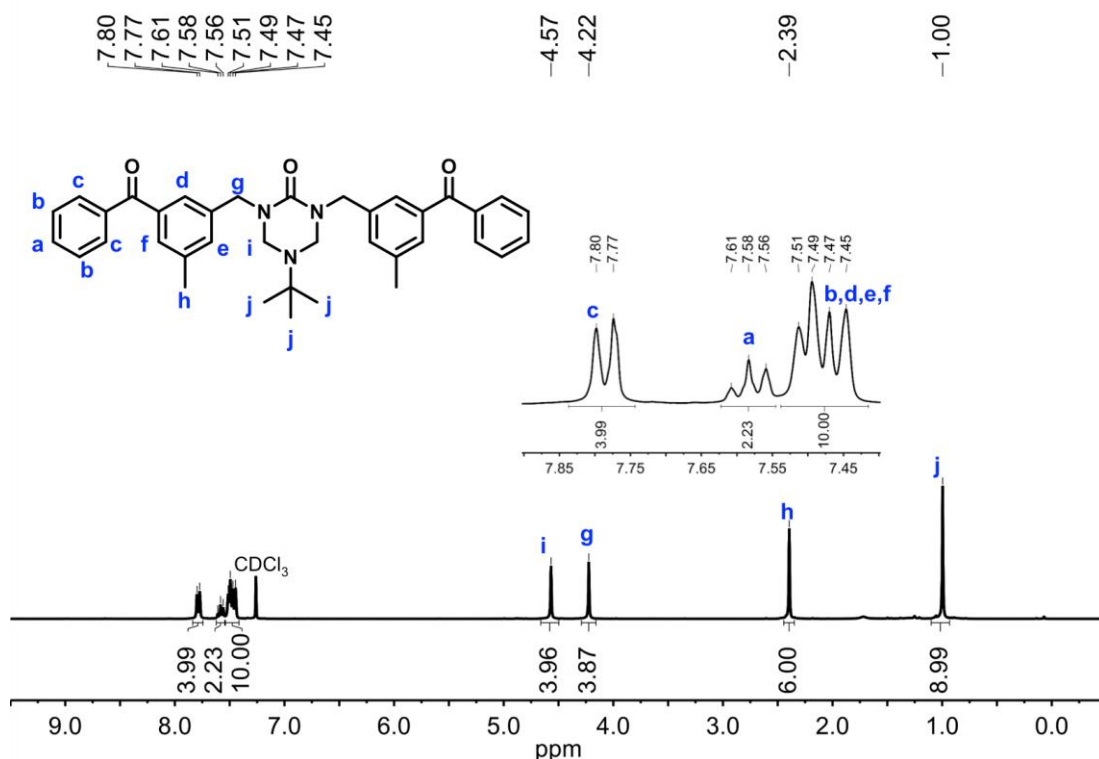 7.80 7.77 7.61 7.58 7.56 7.51 7.49 7.47 7.45 4.57 4.22 2.39 1.00
O O
c d g N N
b
a c f e i N
b
h j j
j
7.80 7.77 7.61 7.58 7.56 7.51 7.49 7.47 7.45
c a b,d,e,f
3.99 2.23 10.00
7.85 7.75 7.65 7.55 7.45
CDCl3 i g h j
3.99 2.23 10.00 3.96 3.87 6.00 8.99
9.0 8.0 7.0 6.0 5.0 4.0 3.0 2.0 1.0 0.0
ppm